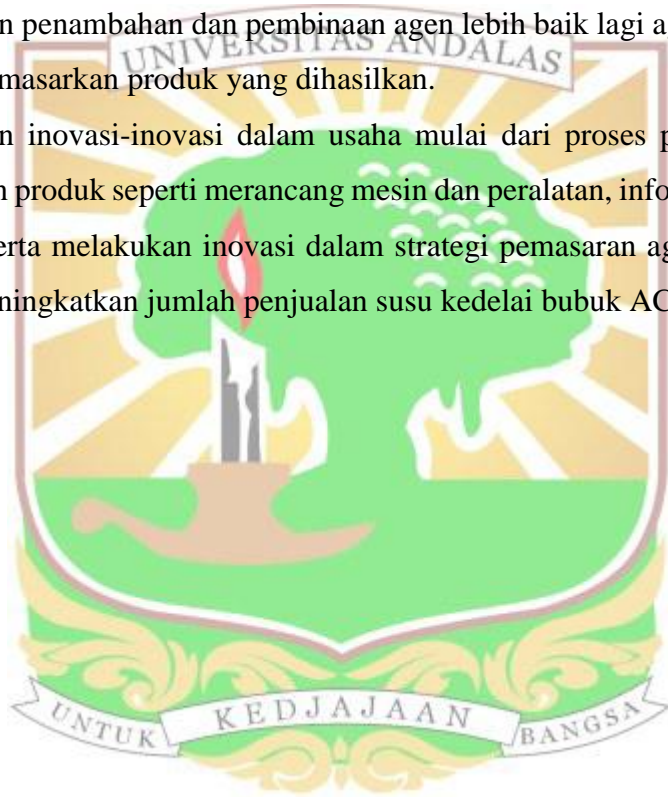 n penambahan dan pembinaan agen lebih baik lagi a
masarkan produk yang dihasilkan.
n inovasi-inovasi dalam usaha mulai dari proses p
n produk seperti merancang mesin dan peralatan, info
erta melakukan inovasi dalam strategi pemasaran ag
ningkatkan jumlah penjualan susu kedelai bubuk AC
UNIVERSITAS ANDALAS
UNTUK KEDJAJAAN BANGSA